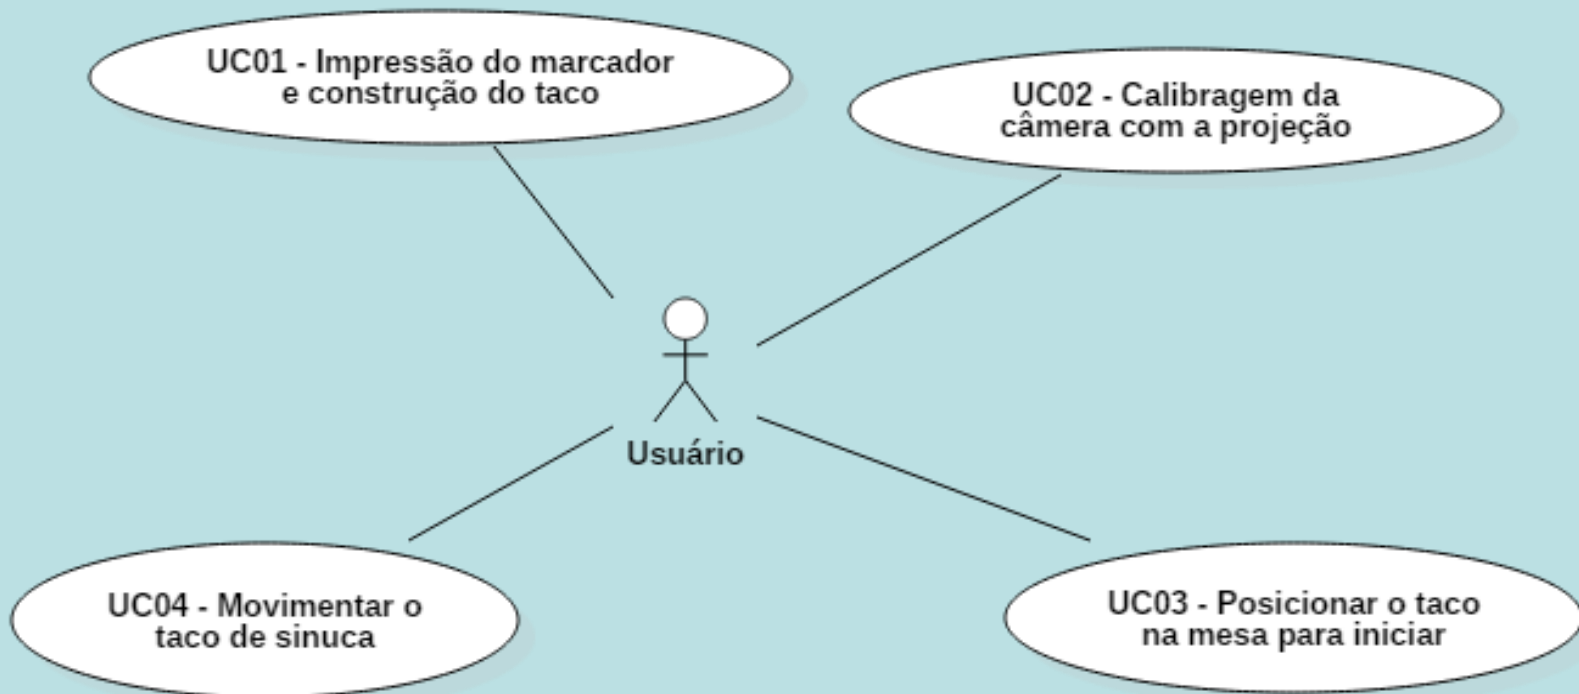 UC01 - Impressão do marcador
e construção do taco
UC02 - Calibragem da
câmera com a projeção
Usuário
UC04 - Movimentar o
taco de sinuca
UC03 - Posicionar o taco
na mesa para iniciar